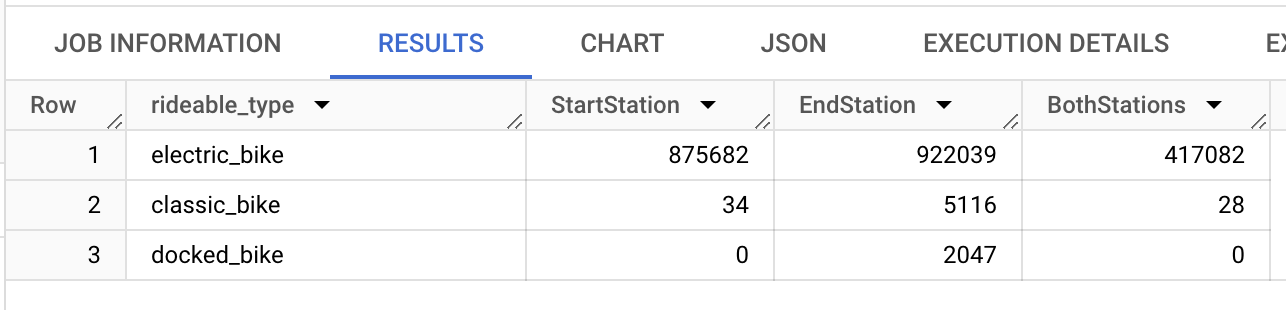 JOB INFORMATION RESULTS CHART JSON EXECUTION DETAILS EX
Row rideable_type StartStation EndStation BothStations
1 electric_bike 875682 922039 417082
2 classic_bike 34 5116 28
3 docked_bike 0 2047 0